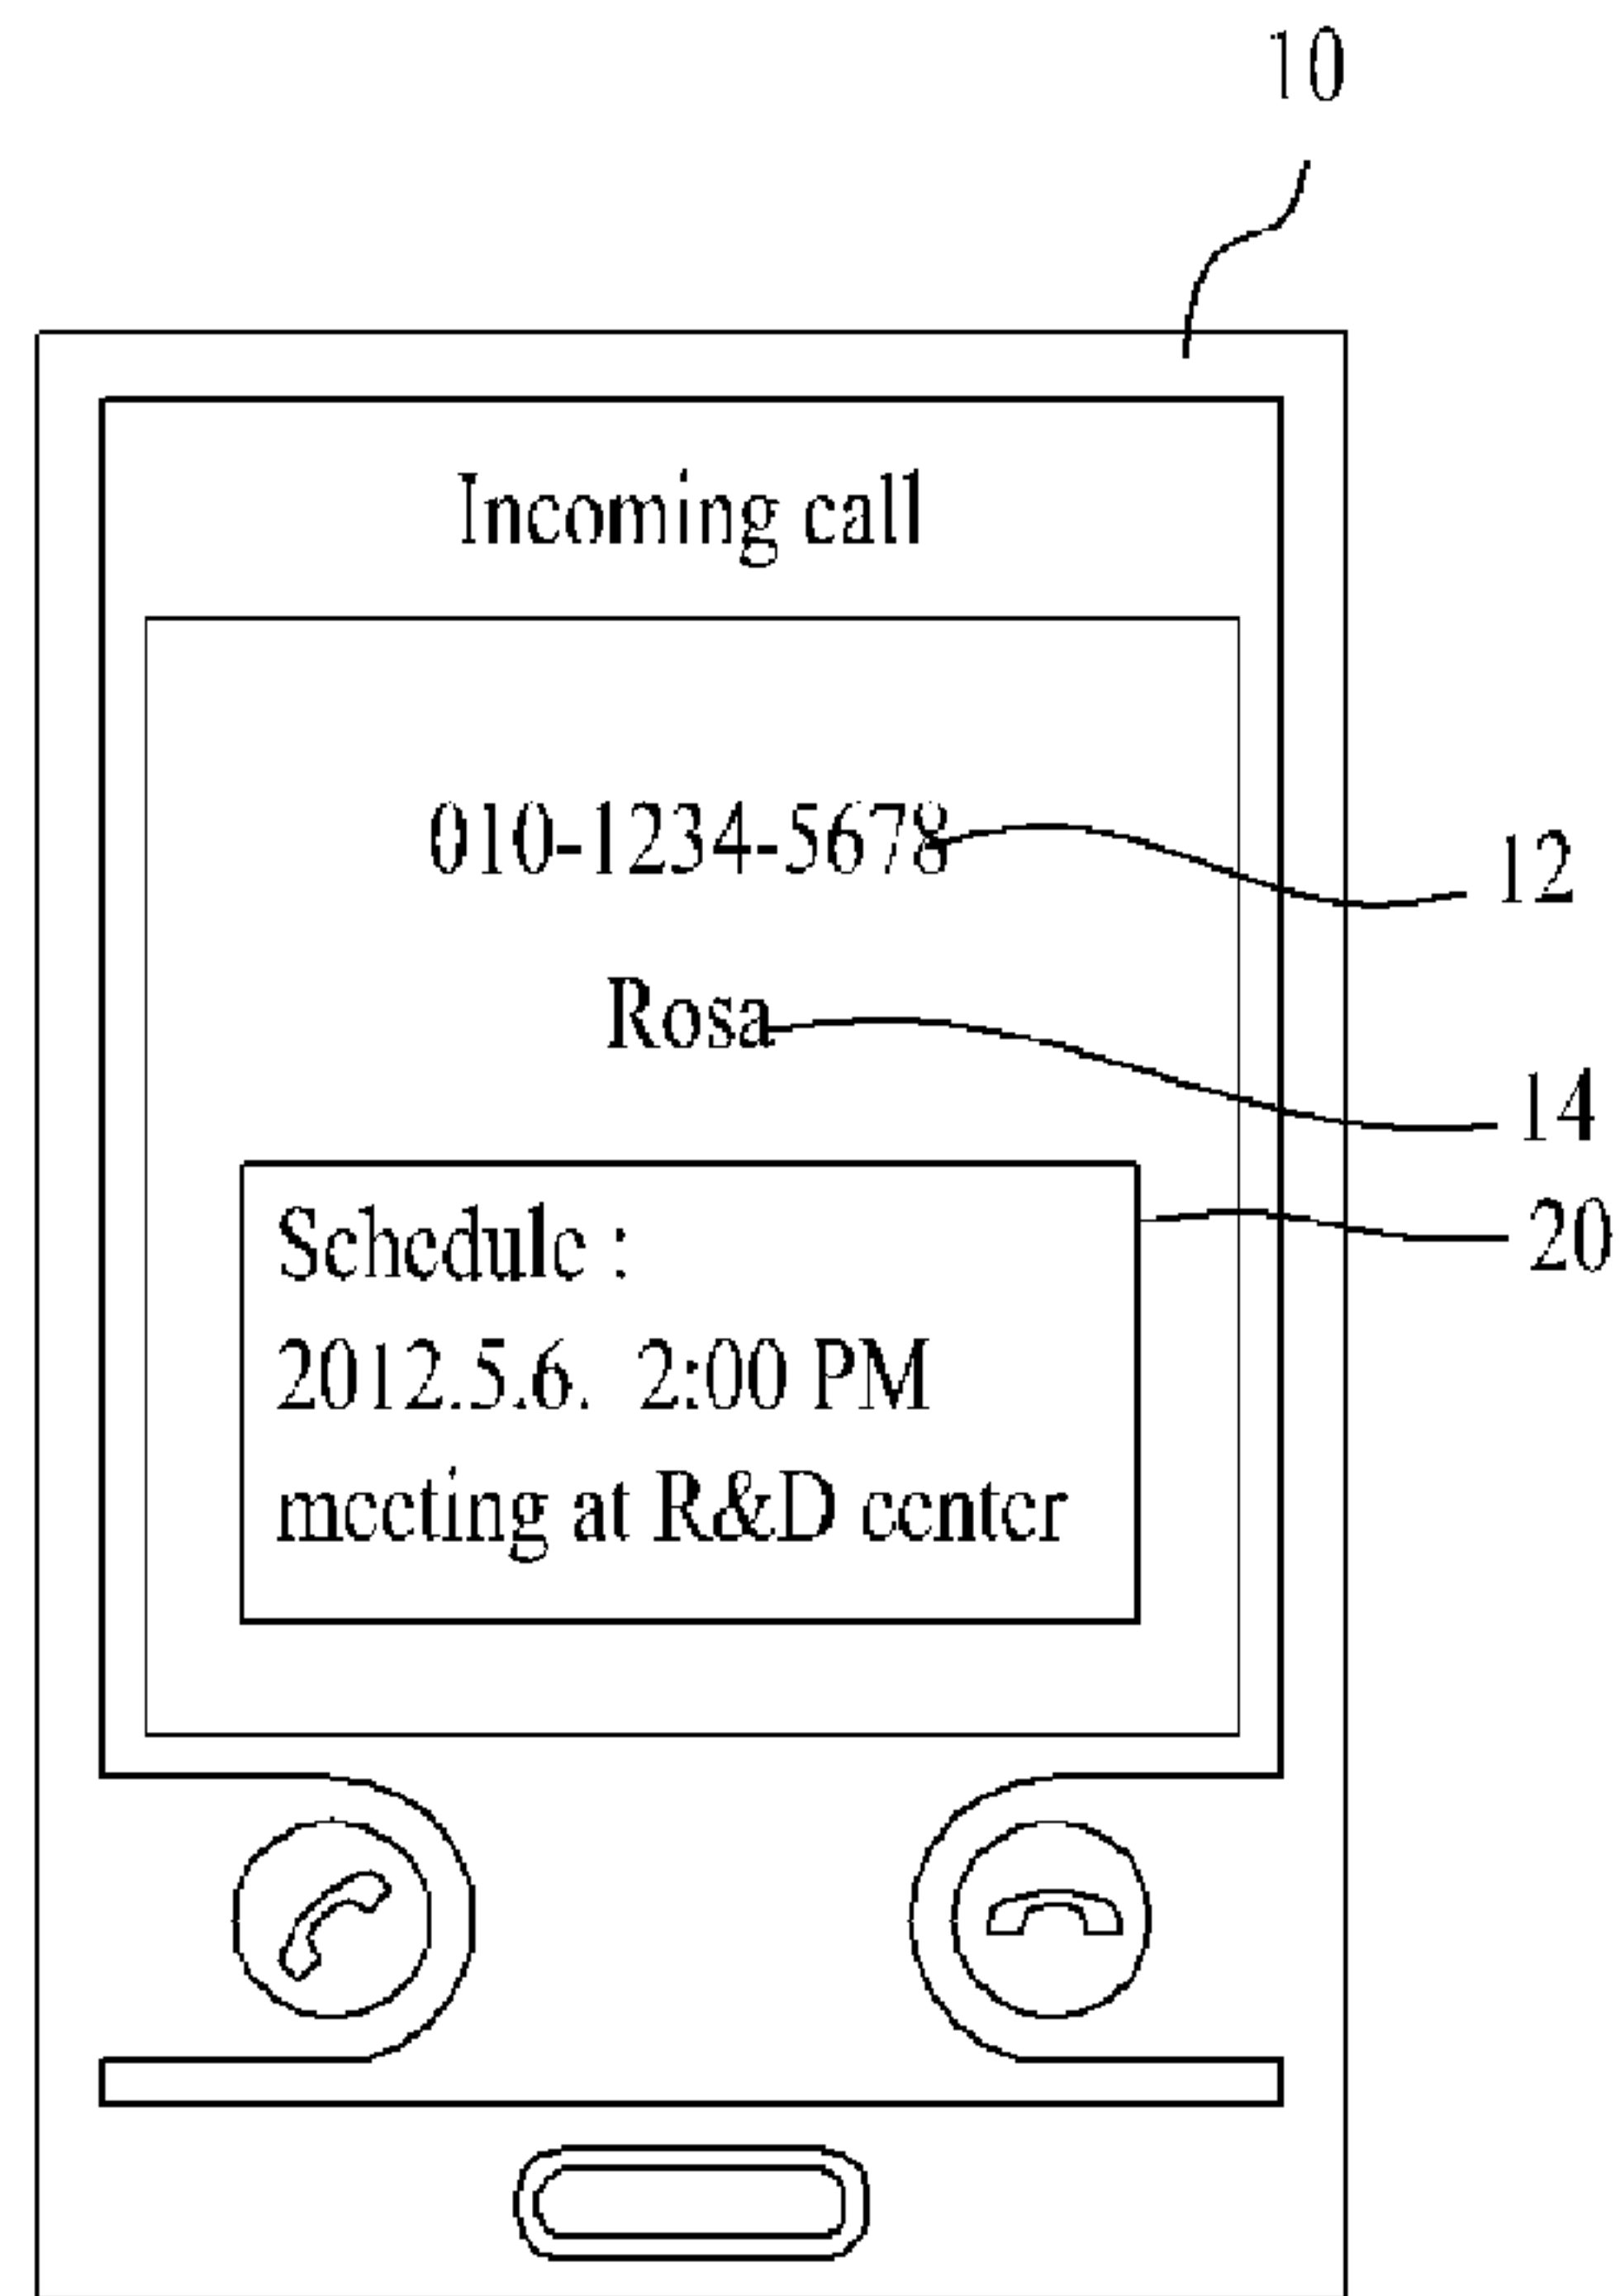 10
Incoming call
010-1234-5678
12
Rosa
14
20
Schedule :
2012.5.6. 2:00 PM
meeting at R&D center